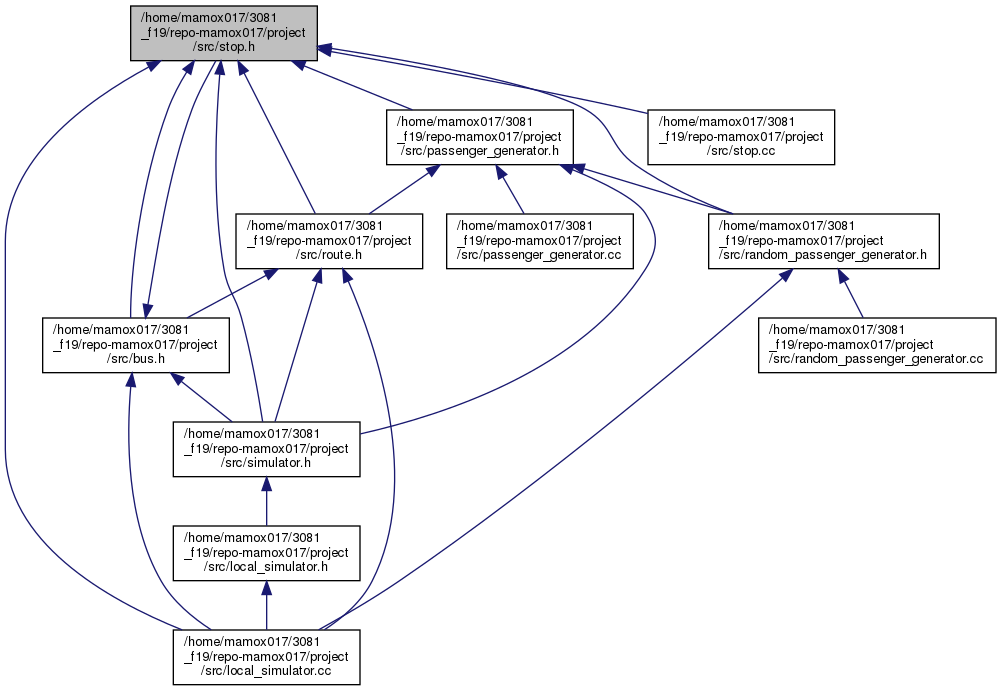 /home/mamox017/3081
_f19/repo-mamox017/project
/src/stop.h
/home/mamox017/3081
_f19/repo-mamox017/project
/src/passenger_generator.h
/home/mamox017/3081
_f19/repo-mamox017/project
/src/stop.cc
/home/mamox017/3081
_f19/repo-mamox017/project
/src/route.h
/home/mamox017/3081
_f19/repo-mamox017/project
/src/passenger_generator.cc
/home/mamox017/3081
_f19/repo-mamox017/project
/src/random_passenger_generator.h
/home/mamox017/3081
_f19/repo-mamox017/project
/src/bus.h
/home/mamox017/3081
_f19/repo-mamox017/project
/src/random_passenger_generator.cc
/home/mamox017/3081
_f19/repo-mamox017/project
/src/simulator.h
/home/mamox017/3081
_f19/repo-mamox017/project
/src/local_simulator.h
/home/mamox017/3081
_f19/repo-mamox017/project
/src/local_simulator.cc